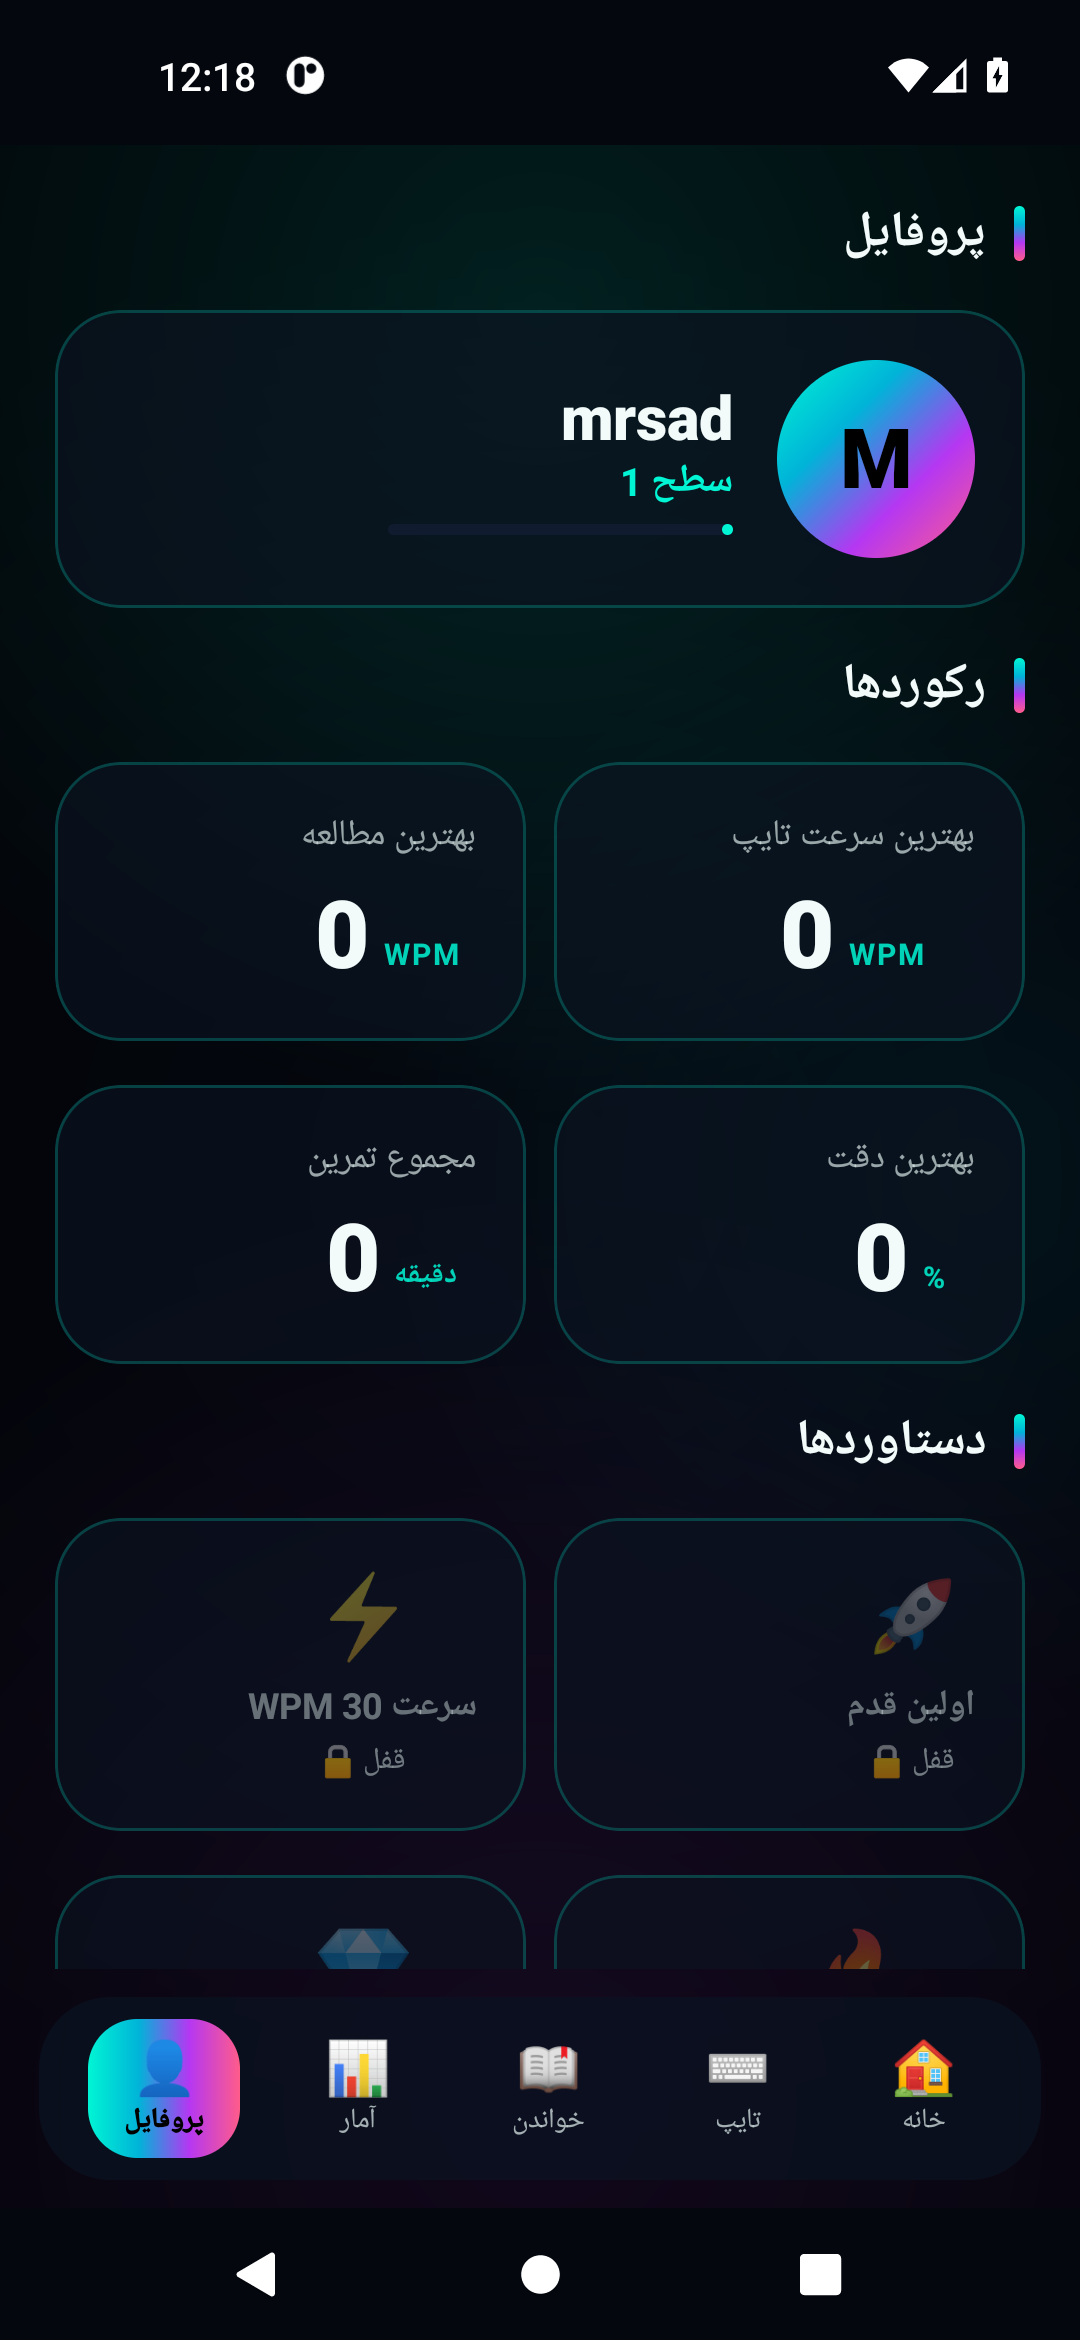 12:18
پروفایل
M
mrsad
سطح 1
رکوردها
بهترین سرعت تایپ
0 WPM
بهترین مطالعه
0 WPM
بهترین دقت
0 %
مجموع تمرین
0 دقیقه
دستاوردها
اولین قدم
قفل
سرعت 30 WPM
قفل
خانه
تایپ
خواندن
آمار
پروفایل